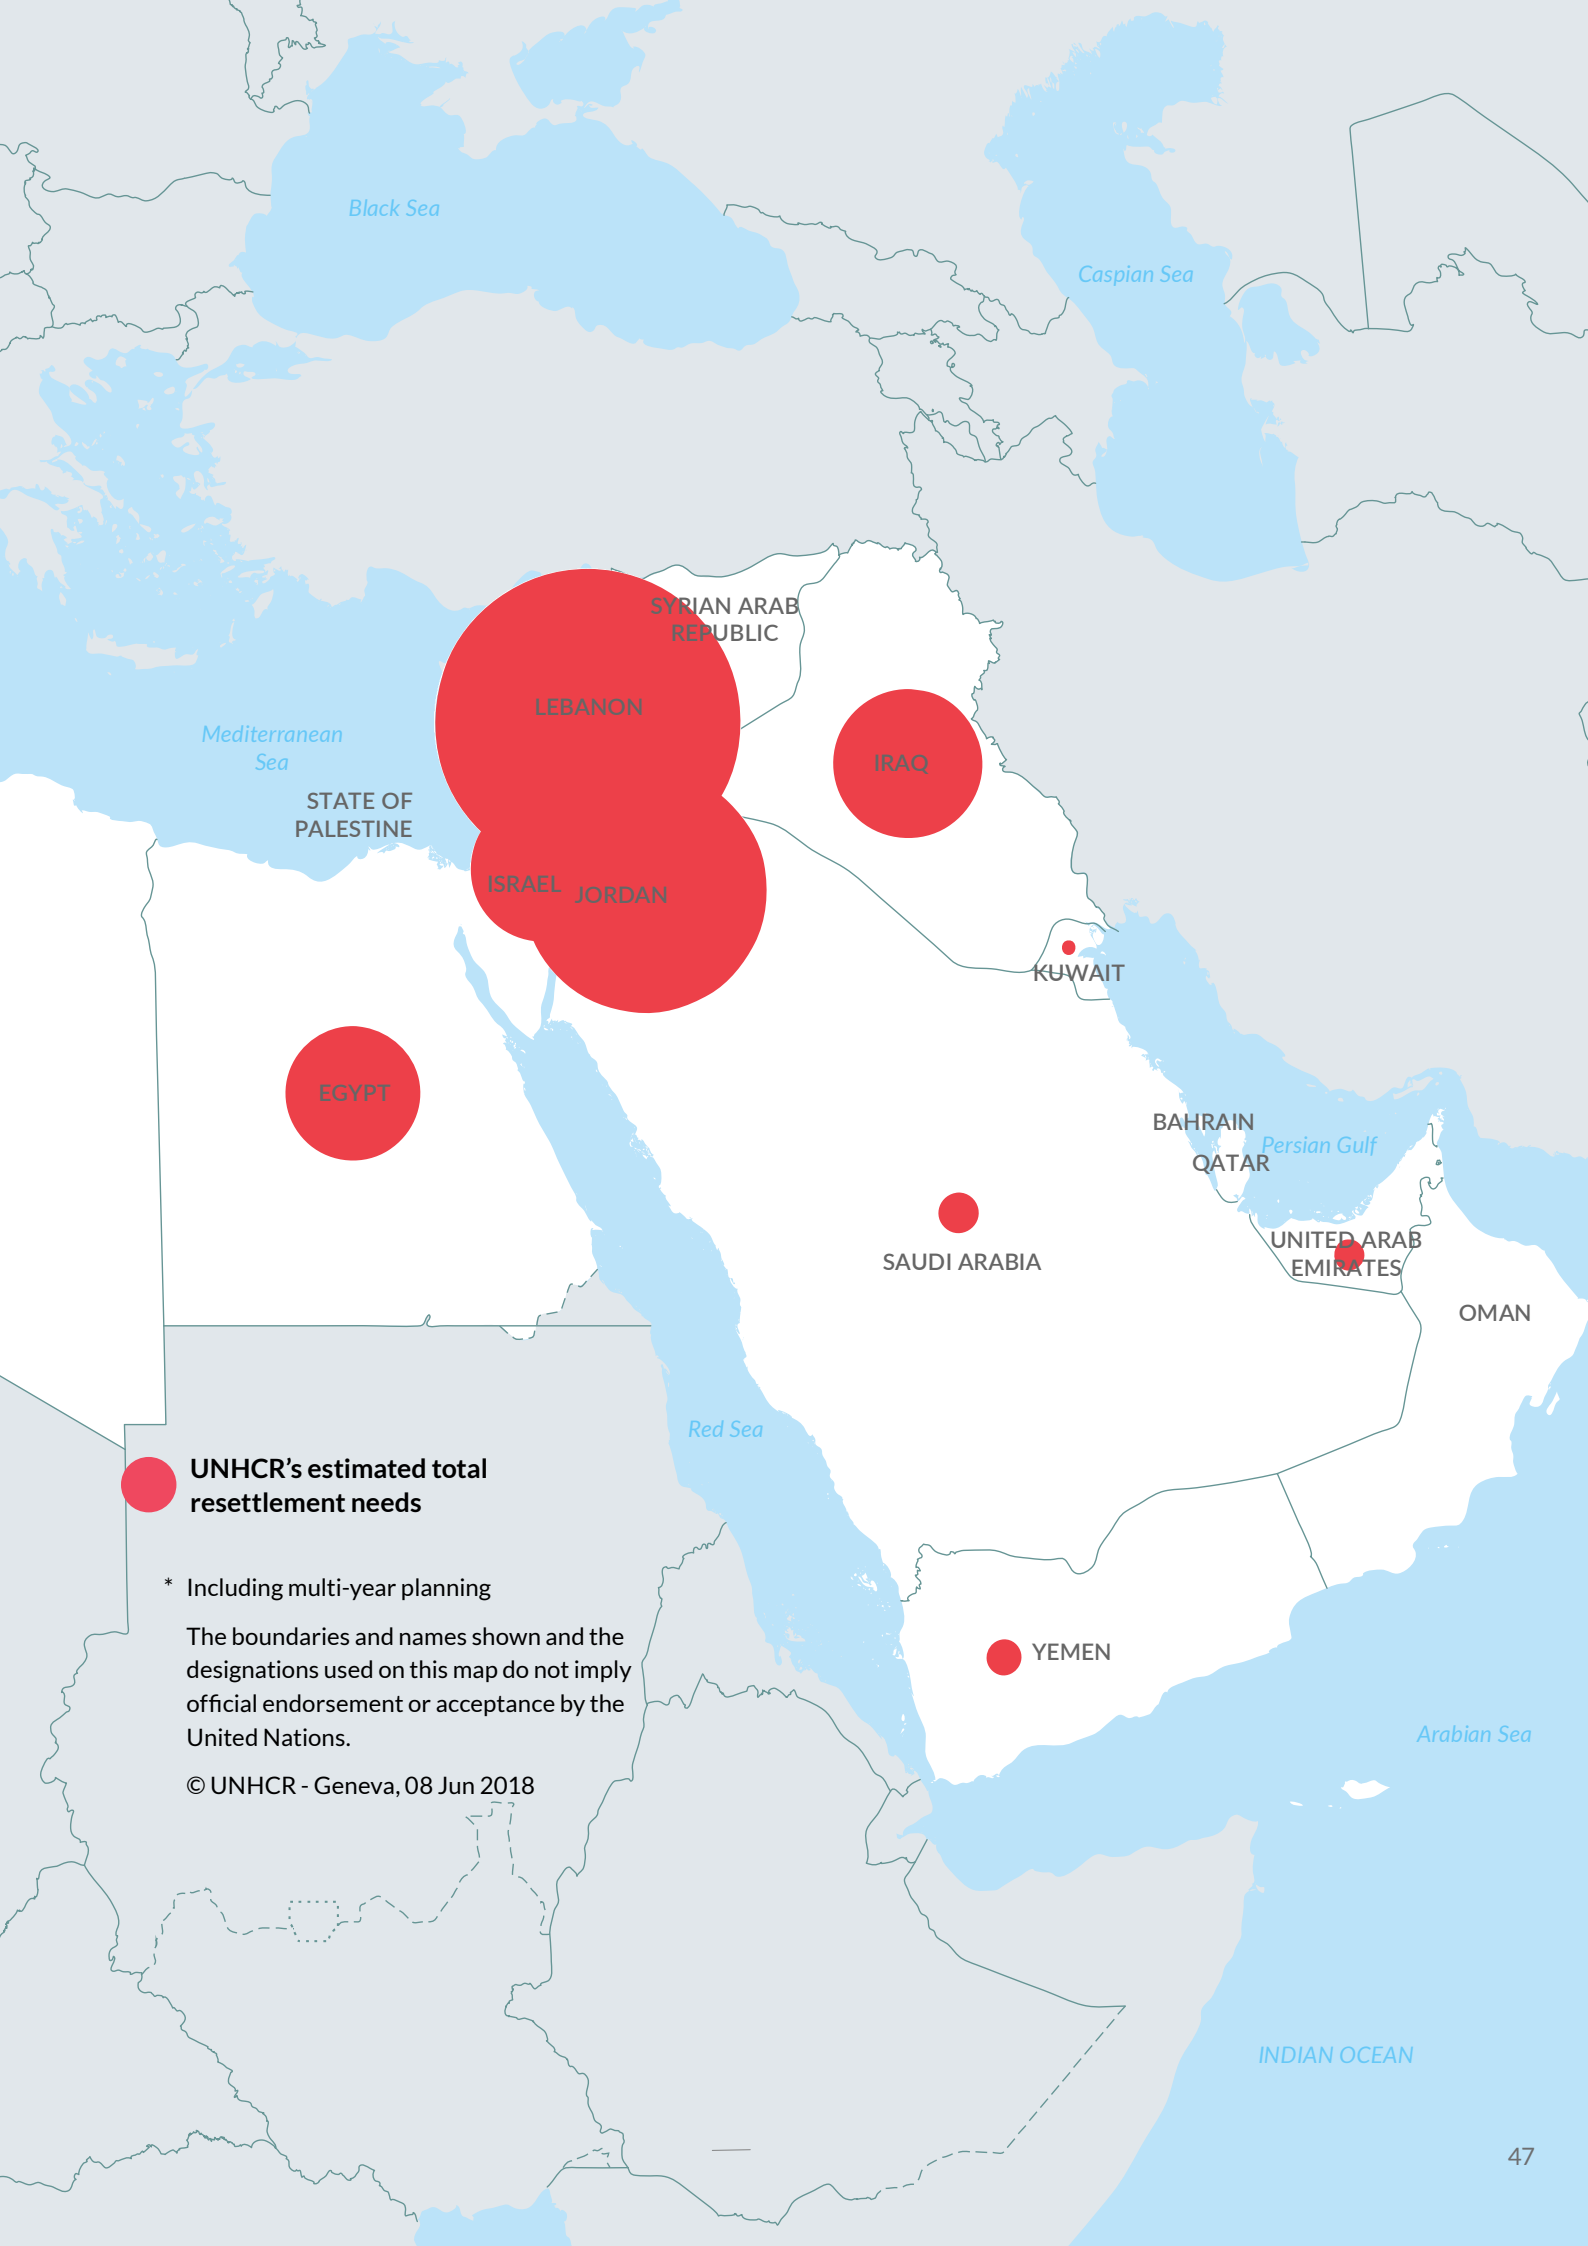 Black Sea
Caspian Sea
SYRIAN ARAB
REPUBLIC
LEBANON
Mediterranean
Sea
IRAQ
STATE OF
PALESTINE
ISRAEL
JORDAN
KUWAIT
EGYPT
BAHRAIN
Persian Gulf
QATAR
UNITED ARAB
EMIRATES
SAUDI ARABIA
OMAN
Red Sea
UNHCR’s estimated total
resettlement needs
* Including multi-year planning
The boundaries and names shown and the
designations used on this map do not imply
official endorsement or acceptance by the
United Nations.
© UNHCR - Geneva, 08 Jun 2018
YEMEN
Arabian Sea
INDIAN OCEAN
47